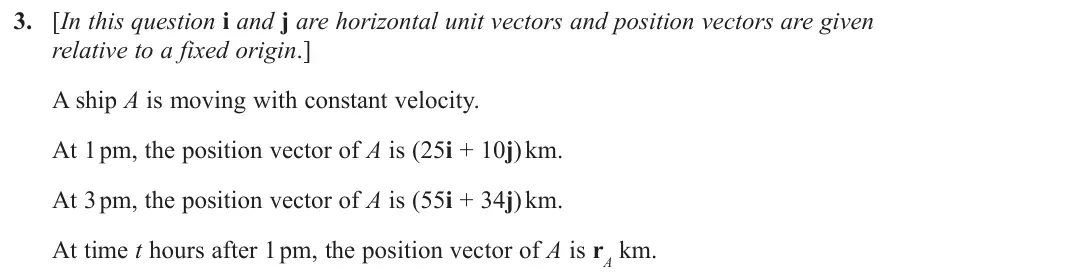 3. [In this question i and j are horizontal unit vectors and position vectors are given
relative to a fixed origin.]
A ship A is moving with constant velocity.
At 1 pm, the position vector of A is (25i + 10j) km.
At 3 pm, the position vector of A is (55i + 34j) km.
At time t hours after 1 pm, the position vector of A is r_A km.